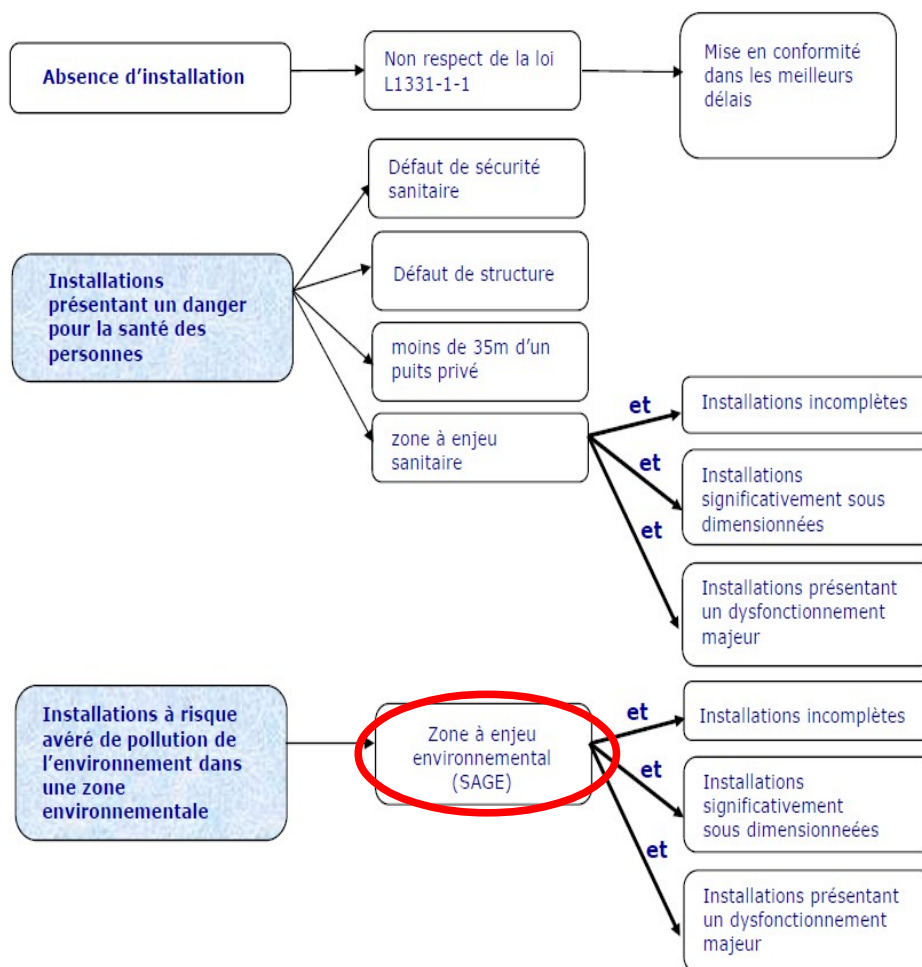 Absence d'installation
Non respect de la loi
L1331-1-1
Mise en conformité
dans les meilleurs
délais
Installations
présentant un danger
pour la santé des
personnes
Défaut de sécurité
sanitaire
Défaut de structure
moins de 35m d'un
puits privé
zone à enjeu
sanitaire
et
Installations incomplètes
et
Installations
significativement sous
dimensionnées
et
Installations présentant
un dysfonctionnement
majeur
Installations à risque
avéré de pollution de
l'environnement dans
une zone
environnementale
Zone à enjeu
environnemental
(SAGE)
et
Installations incomplètes
et
Installations
significativement
sous dimensionneées
et
Installations présentant
un dysfonctionnement
majeur